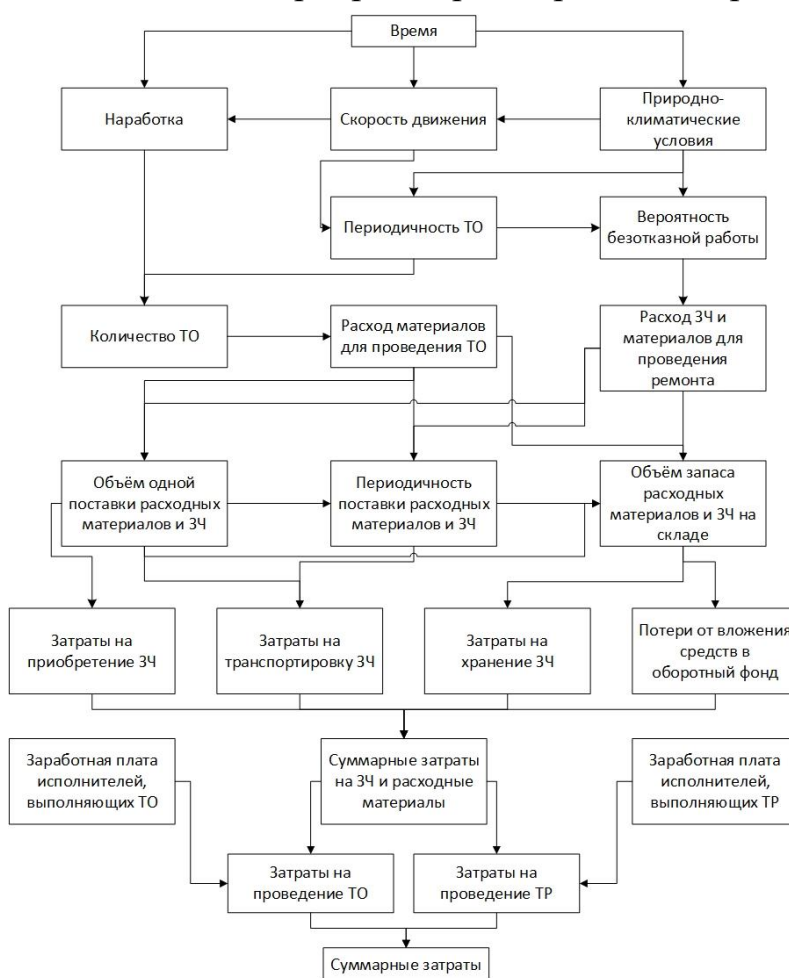 Время
Наработка
Скорость движения
Природно-
климатические
условия
Периодичность ТО
Вероятность
безотказной работы
Количество ТО
Расход материалов
для проведения ТО
Расход ЗЧ и
материалов для
проведения
ремонта
Объём одной
поставки расходных
материалов и ЗЧ
Периодичность
поставки расходных
материалов и ЗЧ
Объём запаса
расходных
материалов и ЗЧ на
складе
Затраты на
приобретение ЗЧ
Затраты на
транспортировку ЗЧ
Затраты на
хранение ЗЧ
Потери от вложения
средств в
оборотный фонд
Заработная плата
исполнителей,
выполняющих ТО
Суммарные затраты
на ЗЧ и расходные
материалы
Заработная плата
исполнителей,
выполняющих ТР
Затраты на
проведение ТО
Затраты на
проведение ТР
Суммарные затраты